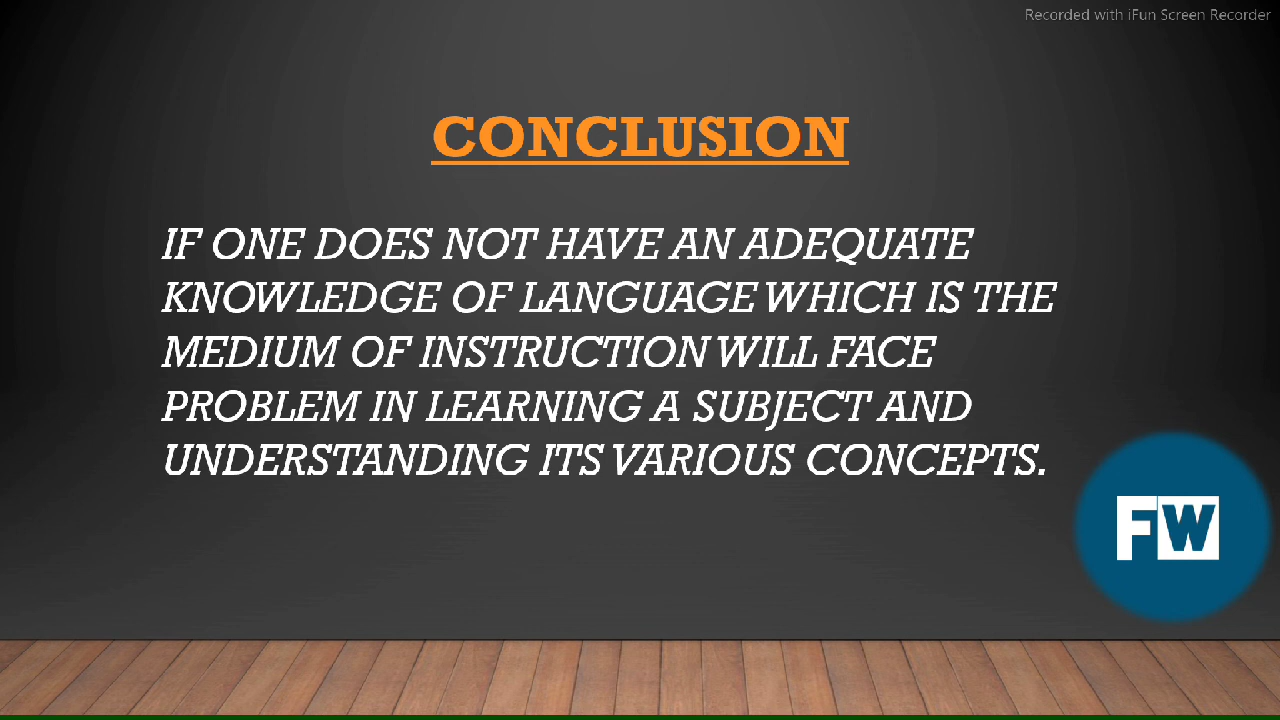 Recorded with iFun Screen Recorder
CONCLUSION
IF ONE DOES NOT HAVE AN ADEQUATE
KNOWLEDGE OF LANGUAGE WHICH IS THE
MEDIUM OF INSTRUCTION WILL FACE
PROBLEM IN LEARNING A SUBJECT AND
UNDERSTANDING ITS VARIOUS CONCEPTS.
FW